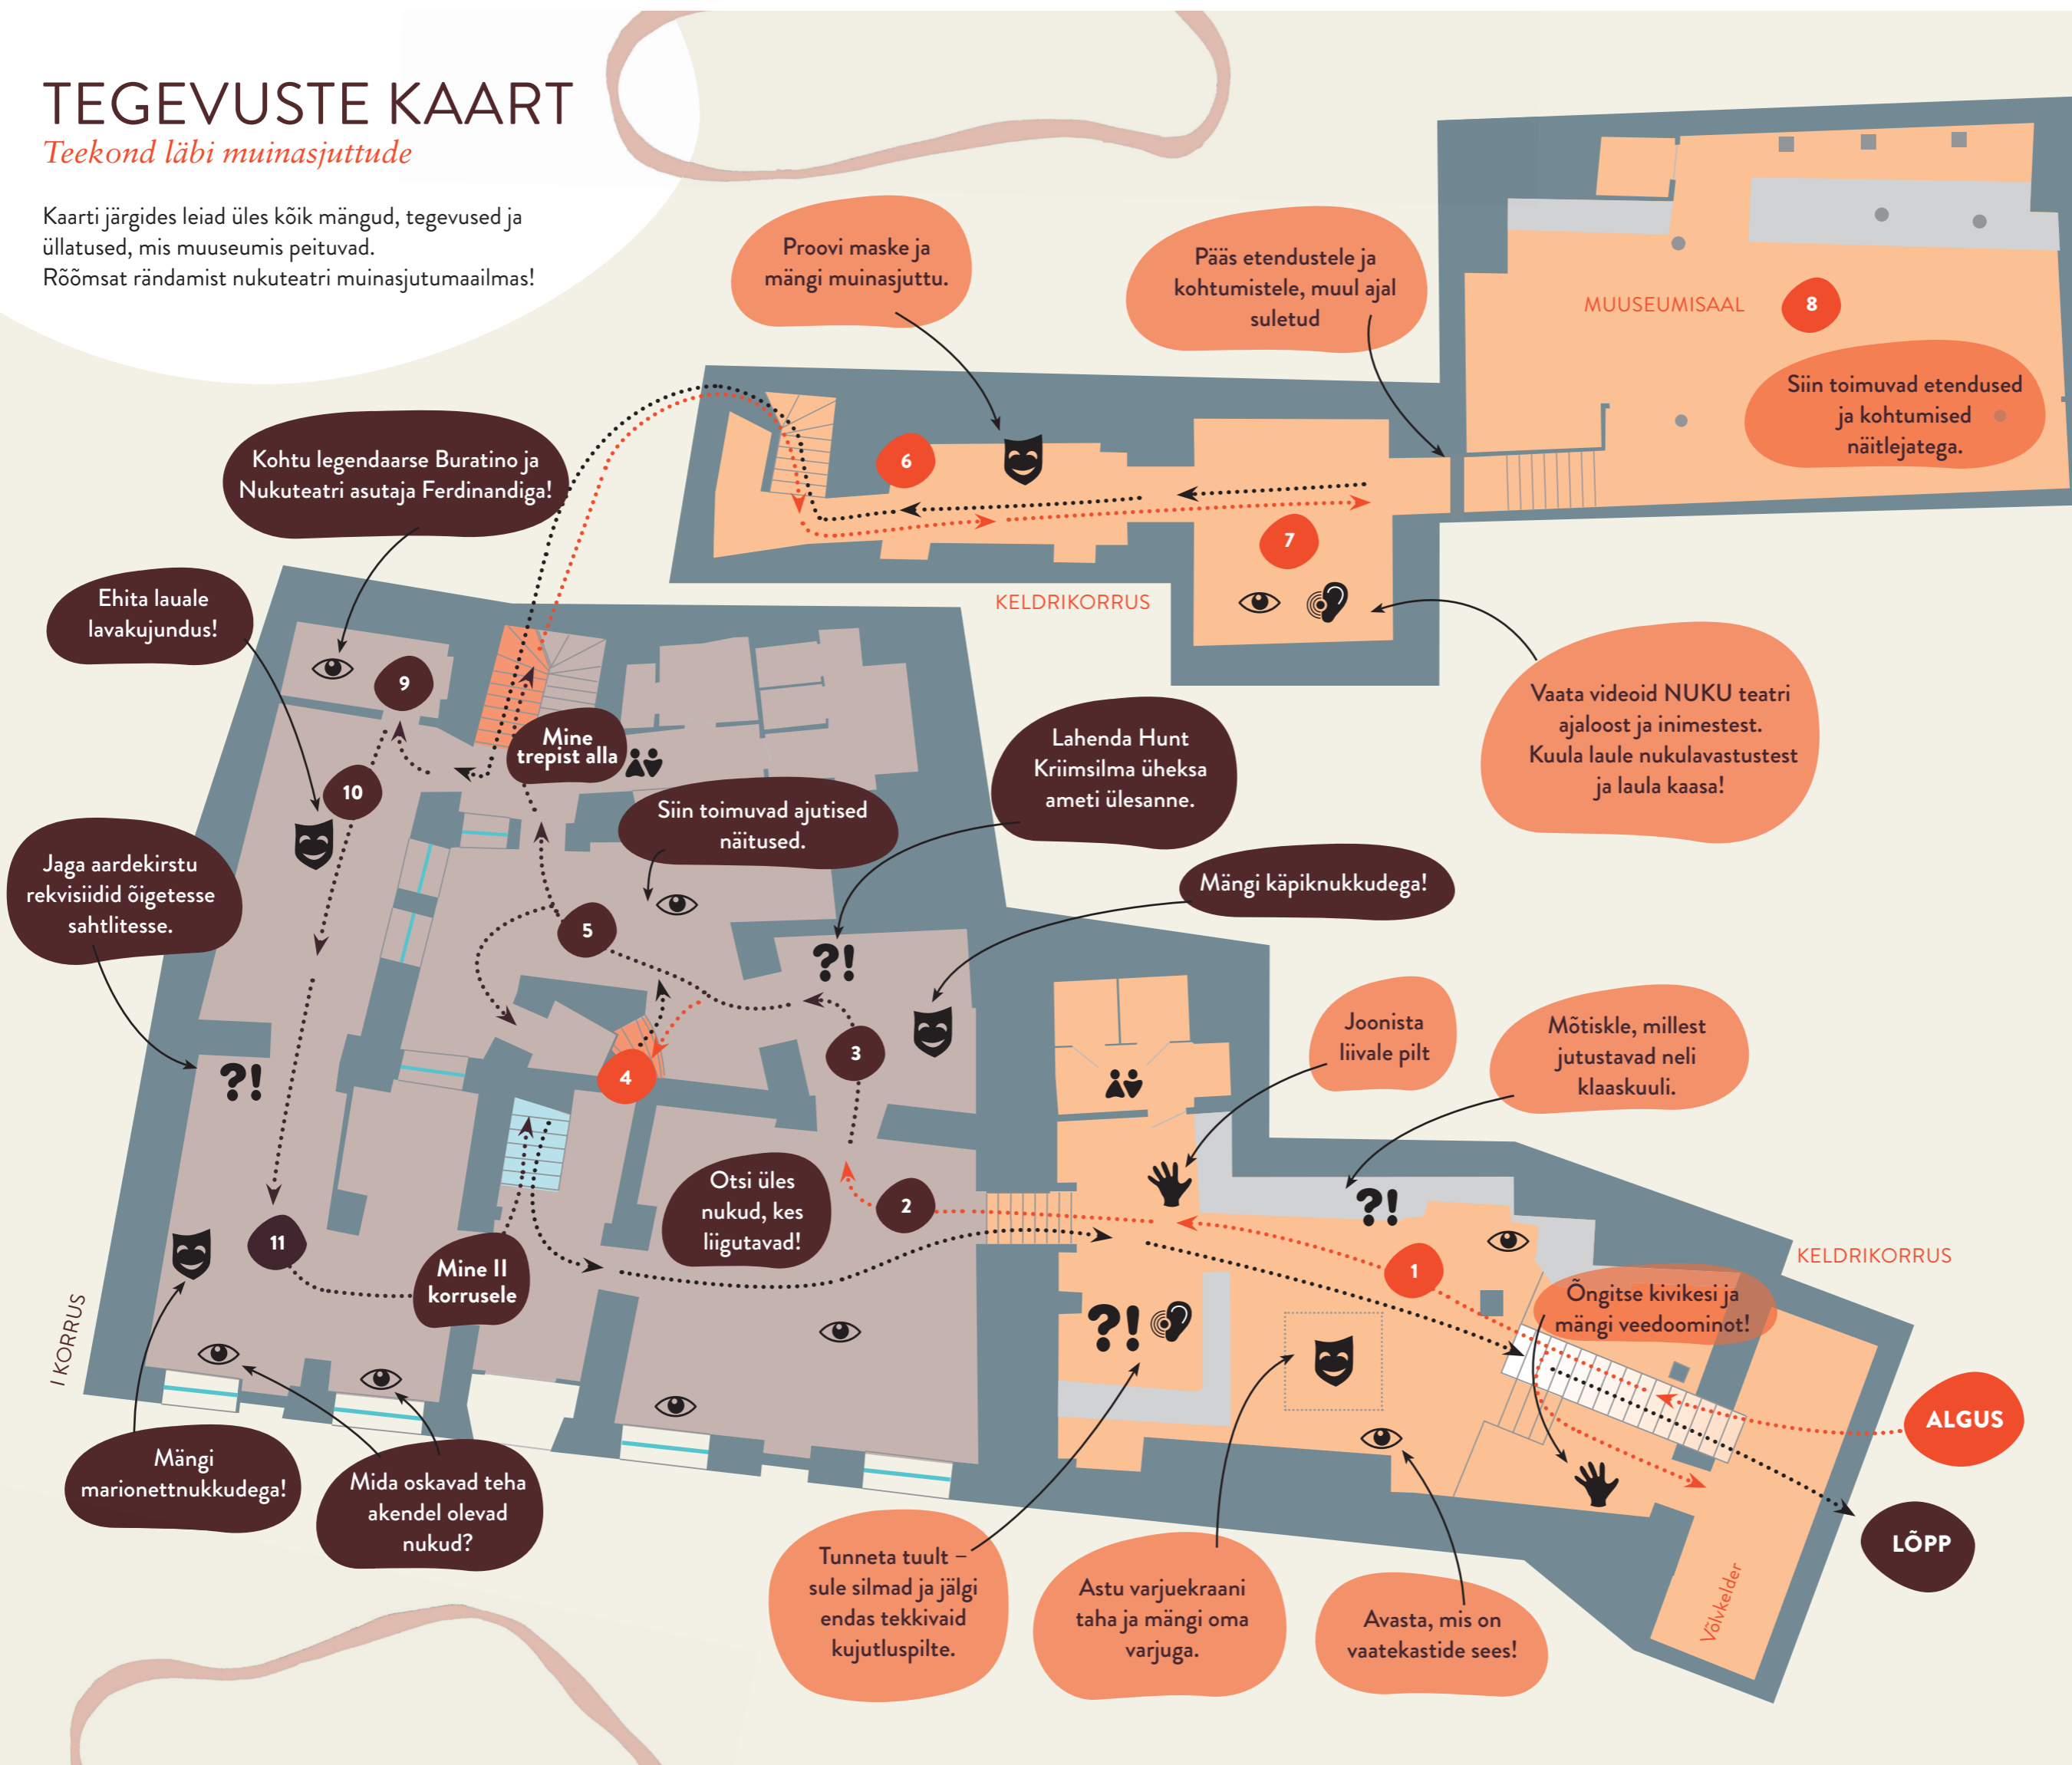 TEGEVUSTE KAART
Teekond läbi muinasjuttude
Kaarti järgides leiad üles kõik mängud, tegevused ja
üllatused, mis muuseumis peituvad.
Rõõmsat rändamist nukuteatri muinasjutumaailmas!
Proovi maske ja
mängi muinasjuttu.
Pääs etendustele ja
kohtumistele, muul ajal
suletud
MUUSEUMISAAL
8
Siin toimuvad etendused
ja kohtumised
näitlejatega.
Kohtu legendaarse Buratino ja
Nukuteatri asutaja Ferdinandiga!
6
7
KELDRIKORRUS
Ehita lauale
lavakujundus!
9
Vaata videoid NUKU teatri
ajaloost ja inimestest.
Kuula laule nukulavastustest
ja laula kaasa!
Mine
trepist alla
Lahenda Hunt
Kriimsilma üheksa
ameti ülesanne.
10
Siin toimuvad ajutised
näitused.
Jaga aardekirstu
rekvisiidid õigetesse
sahtlitesse.
Mängi käpiknukkudega!
5
?!
Joonista
liivale pilt
Mõtiskle, millest
jutustavad neli
klaaskuuli.
3
4
?!
Otsi üles
nukud, kes
liigutavad!
2
?!
11
Mine II
korrusele
1
KELDRIKORRUS
Õngitse kivikesi ja
mängi veedoominot!
?!
I KORRUS
ALGUS
Mängi
marionettnukkudega!
Mida oskavad teha
akendel olevad
nukud?
LÕPP
Tunneta tuult –
sule silmad ja jälgi
endas tekkivaid
kujutluspilte.
Astu varjuekraani
taha ja mängi oma
varjuga.
Avasta, mis on
vaatekastide sees!
Võlvkelder